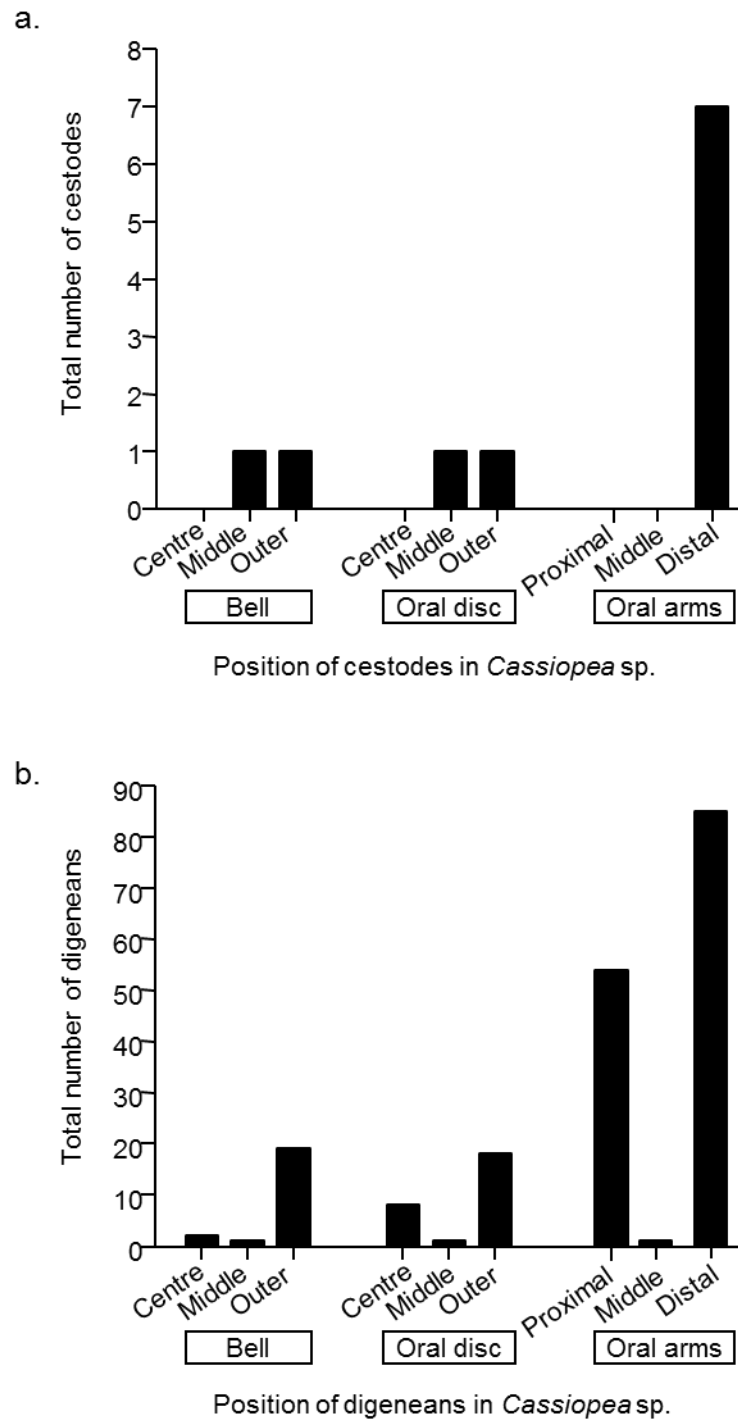 a.
Total number of cestodes
8
7
6
5
4
3
2
1
0
Centre
Middle
Outer
Centre
Middle
Outer
Proximal
Middle
Distal
Bell
Oral disc
Oral arms
Position of cestodes in Cassiopea sp.
b.
Total number of digeneans
90
80
70
60
50
40
30
20
10
0
Centre
Middle
Outer
Centre
Middle
Outer
Proximal
Middle
Distal
Bell
Oral disc
Oral arms
Position of digeneans in Cassiopea sp.